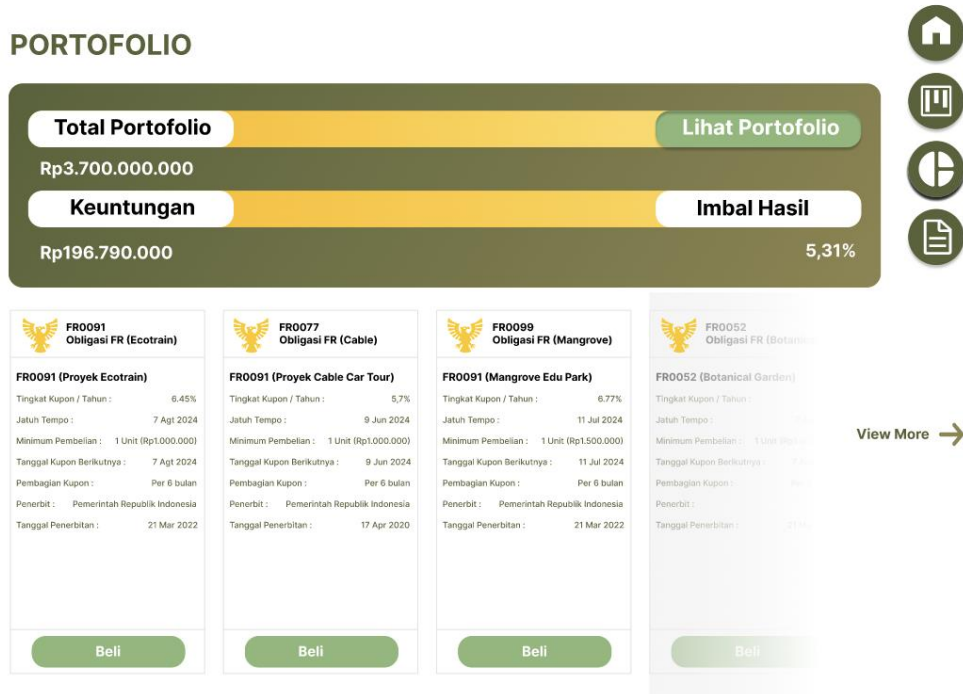 PORTOFOLIO
Total Portofolio
Lihat Portofolio
Rp3.700.000.000
Keuntungan
Imbal Hasil
Rp196.790.000
5,31%
FR0091
Obligasi FR (Ecotrain)
FR0091 (Proyek Ecotrain)
Tingkat Kupon / Tahun : 6.45%
Jatuh Tempo : 7 Agt 2024
Minimum Pembelian : 1 Unit (Rp1.000.000)
Tanggal Kupon Berikutnya : 7 Agt 2024
Pembagian Kupon : Per 6 bulan
Penerbit : Pemerintah Republik Indonesia
Tanggal Penerbitan : 21 Mar 2022
Beli
FR0077
Obligasi FR (Cable)
FR0091 (Proyek Cable Car Tour)
Tingkat Kupon / Tahun : 5,7%
Jatuh Tempo : 9 Jun 2024
Minimum Pembelian : 1 Unit (Rp1.000.000)
Tanggal Kupon Berikutnya : 9 Jun 2024
Pembagian Kupon : Per 6 bulan
Penerbit : Pemerintah Republik Indonesia
Tanggal Penerbitan : 17 Apr 2020
Beli
FR0099
Obligasi FR (Mangrove)
FR0091 (Mangrove Edu Park)
Tingkat Kupon / Tahun : 6.77%
Jatuh Tempo : 11 Jul 2024
Minimum Pembelian : 1 Unit (Rp1.500.000)
Tanggal Kupon Berikutnya : 11 Jul 2024
Pembagian Kupon : Per 6 bulan
Penerbit : Pemerintah Republik Indonesia
Tanggal Penerbitan : 21 Mar 2022
Beli
FR0052
Obligasi FR
FR0052 (Botanical Garden)
Tingkat Kupon / Tahun :
Jatuh Tempo :
Minimum Pembelian : 1 Unit
Tanggal Kupon Berikutnya :
Pembagian Kupon :
Penerbit :
Tanggal Penerbitan :
Beli
View More